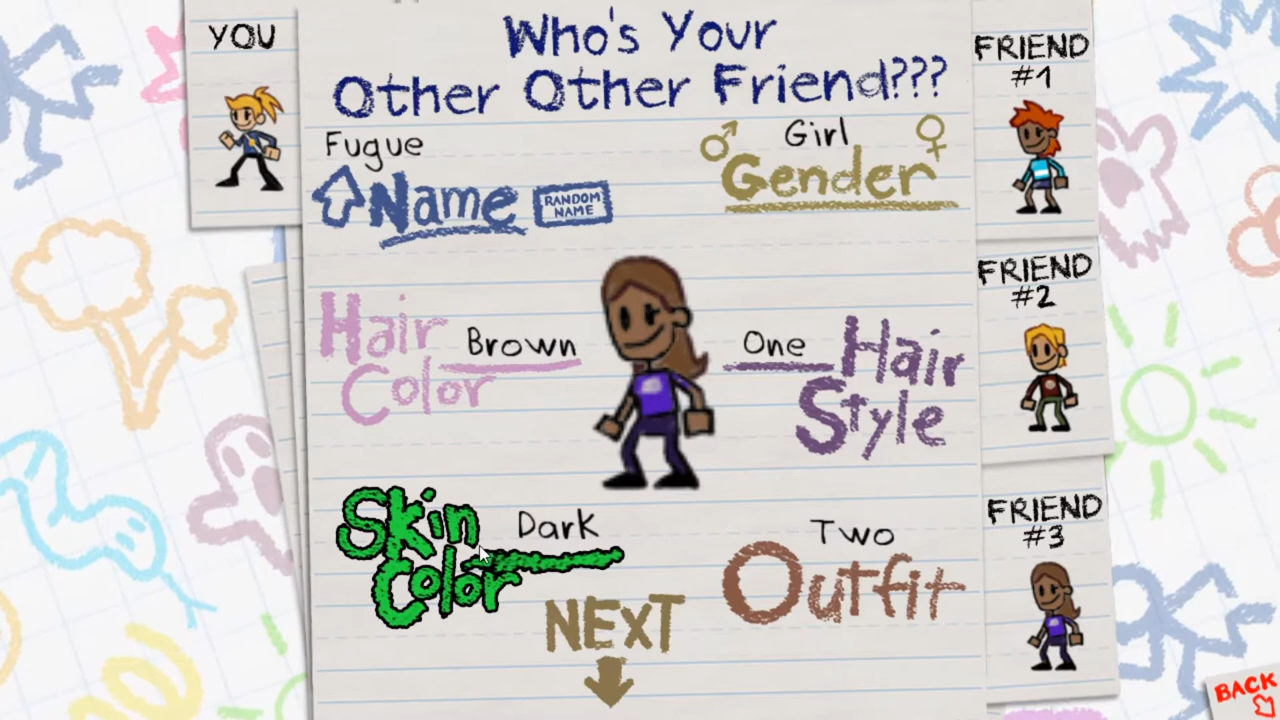 YOU
Who's Your
Other Other Friend???
Fugue
Name
RANDOM
NAME
Girl
Gender
Hair
Color
Brown
One
Hair
Style
Skin
Color
Dark
Two
Outfit
NEXT
FRIEND
#1
FRIEND
#2
FRIEND
#3
BACK